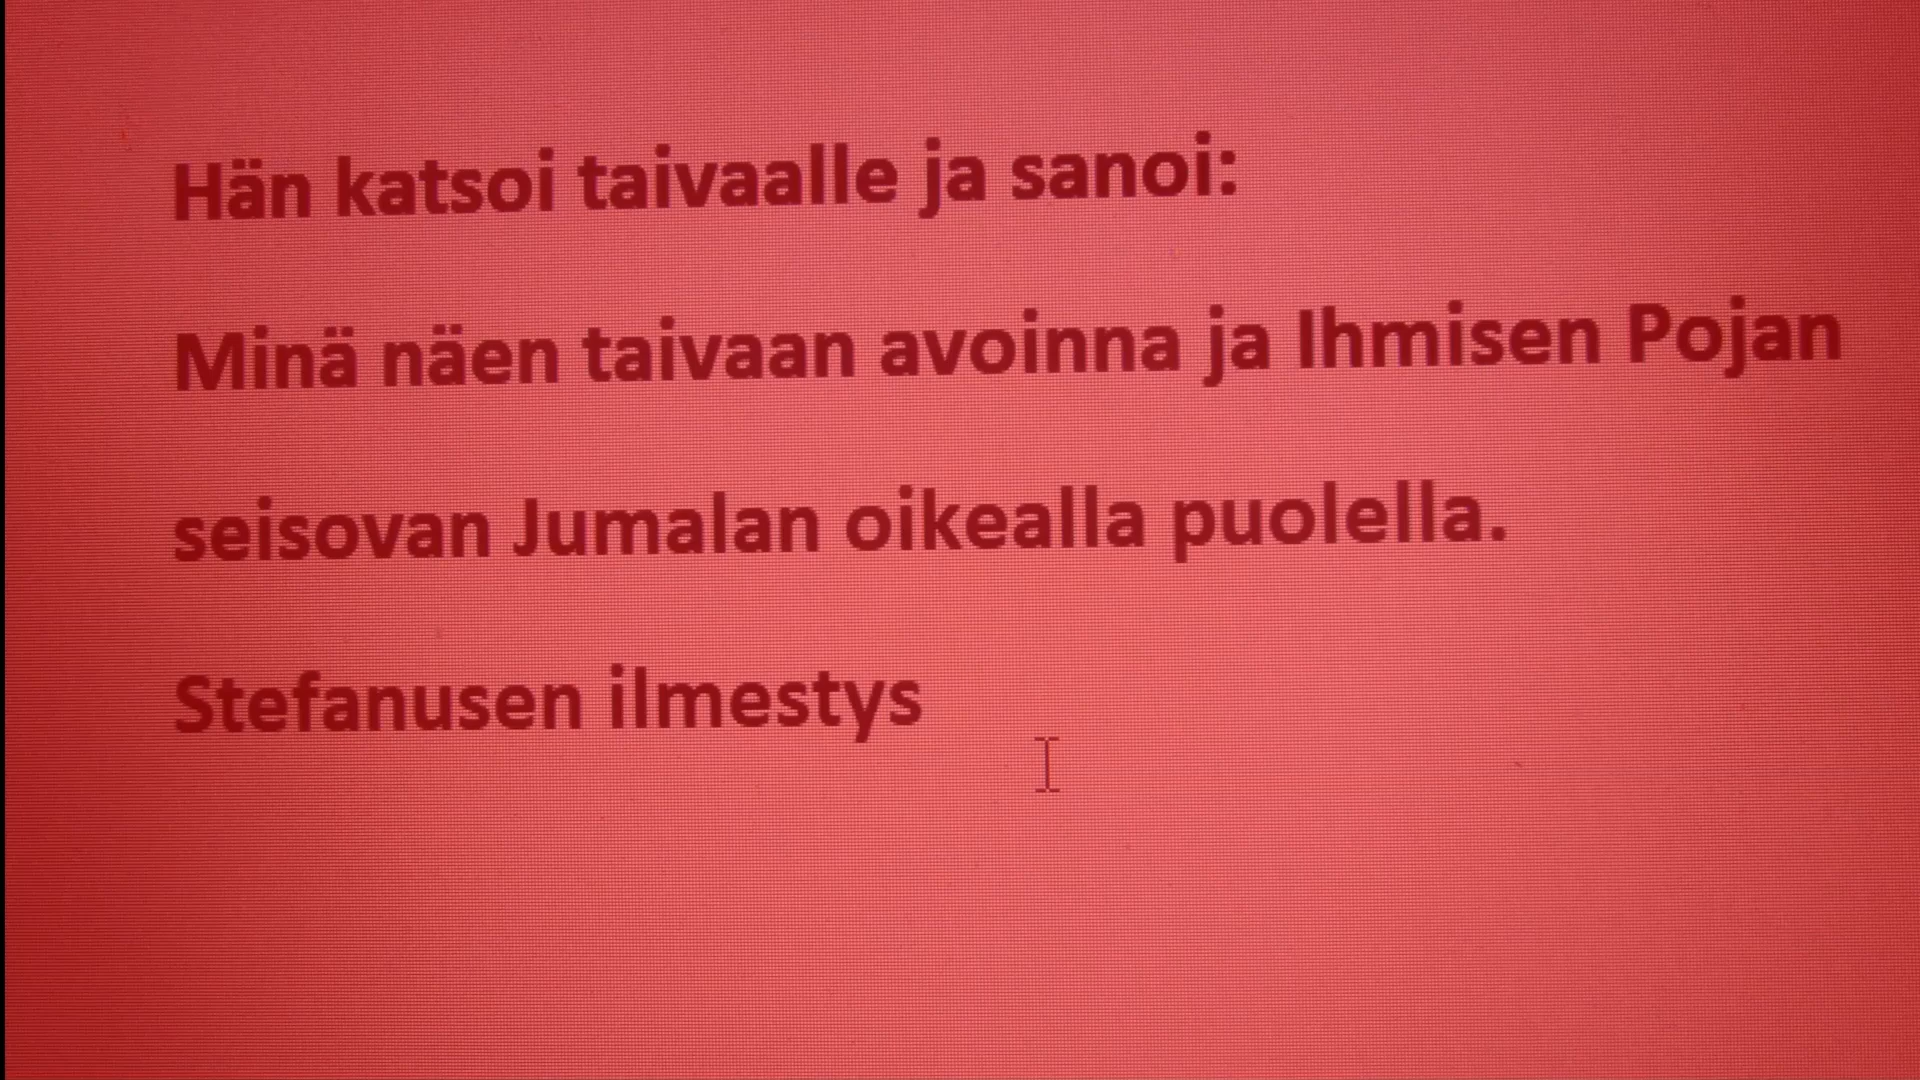 Hän katsoi taivaalle ja sanoi:
Minä näen taivaan avoinna ja Ihmisen Pojan
seisovan Jumalan oikealla puolella.
Stefanusen ilmestys